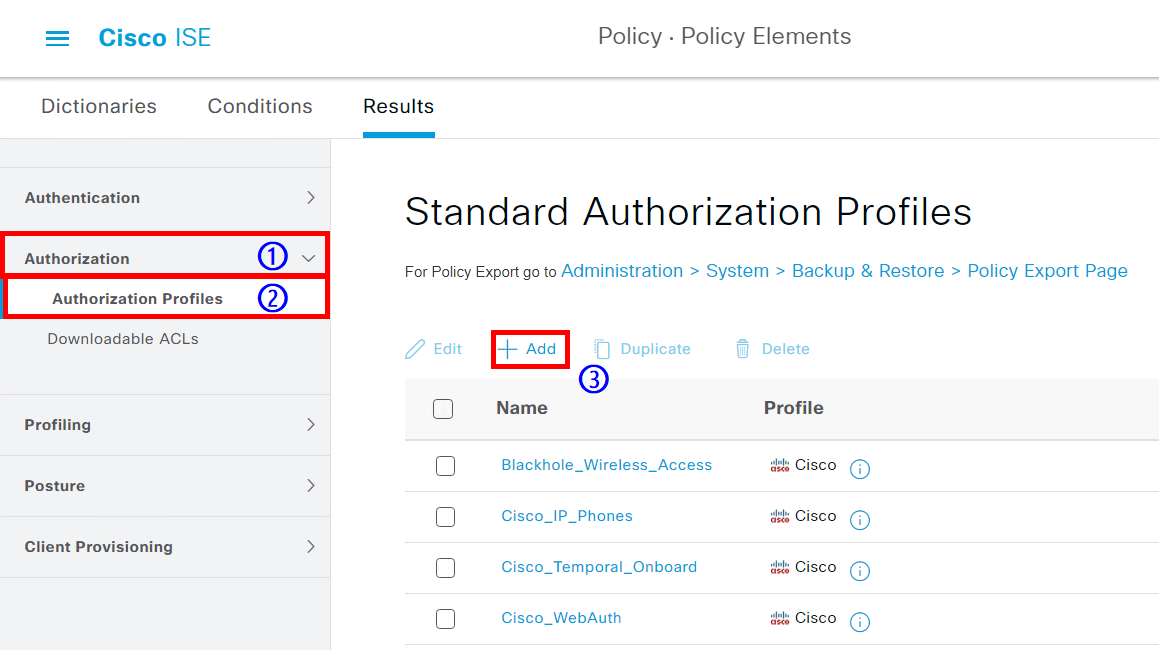 Cisco ISE
Policy · Policy Elements
Dictionaries Conditions Results
Authentication
Authorization ①
Authorization Profiles ②
Downloadable ACLs
Profiling
Posture
Client Provisioning
Standard Authorization Profiles
For Policy Export go to Administration > System > Backup & Restore > Policy Export Page
Edit Add Duplicate Delete
③
Name Profile
Blackhole_Wireless_Access Cisco
Cisco_IP_Phones Cisco
Cisco_Temporal_Onboard Cisco
Cisco_WebAuth Cisco